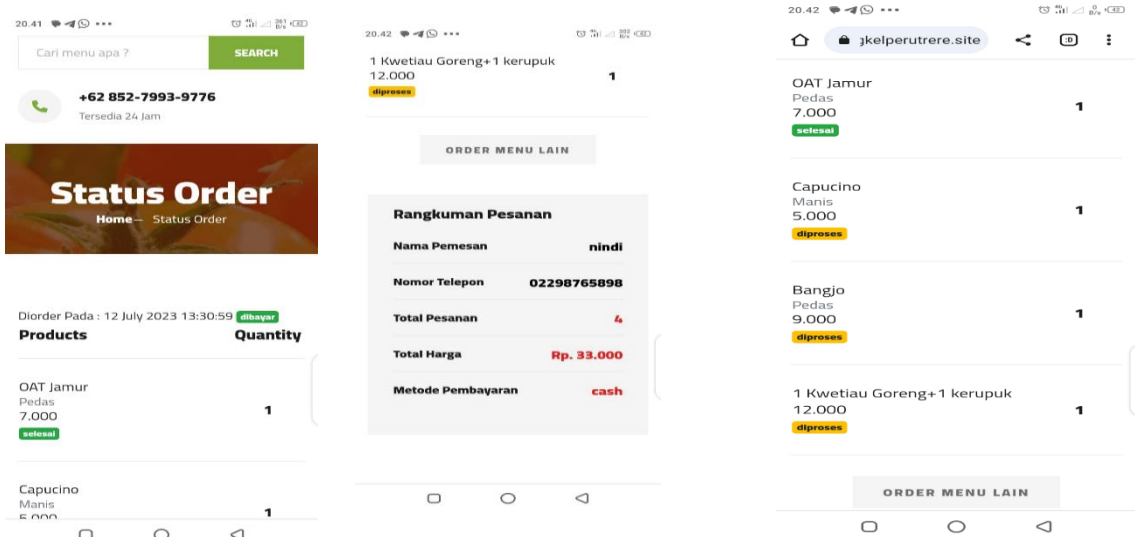 20.41
Cari menu apa ?
SEARCH
+62 852-7993-9776
Tersedia 24 Jam
Status Order
Home— Status Order
Diorder Pada : 12 July 2023 13:30:59 dibayar
Products Quantity
OAT Jamur
Pedas
7.000
1
selesai
Capucino
Manis
5.000
1
20.42
1 Kwetiau Goreng+1 kerupuk
12.000
1
diproses
ORDER MENU LAIN
Rangkuman Pesanan
Nama Pemesan nindi
Nomor Telepon 02298765898
Total Pesanan 4
Total Harga Rp. 33.000
Metode Pembayaran cash
20.42
gkelperutrere.site
OAT Jamur
Pedas
7.000
1
selesai
Capucino
Manis
5.000
1
diproses
Bangjo
Pedas
9.000
1
diproses
1 Kwetiau Goreng+1 kerupuk
12.000
1
diproses
ORDER MENU LAIN